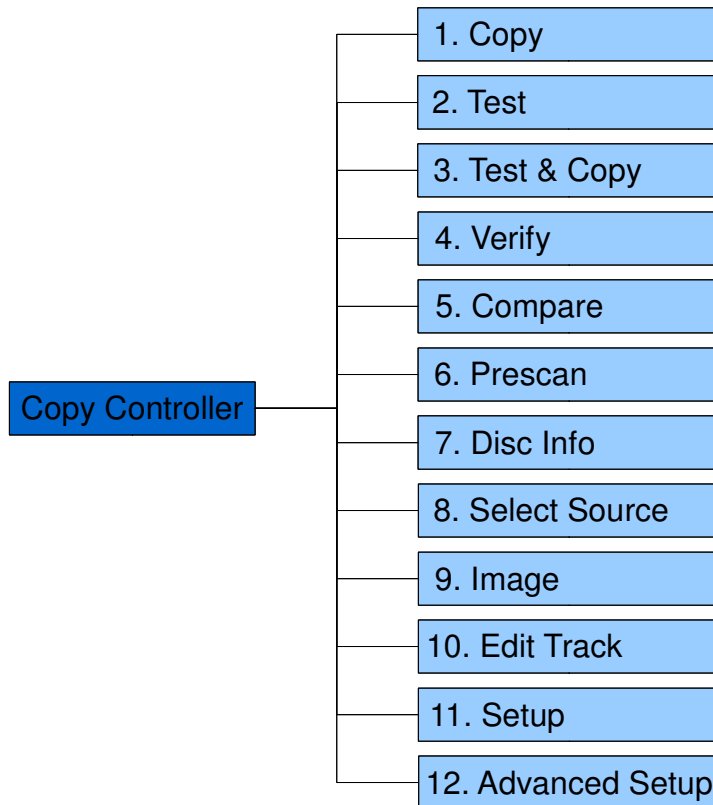 1. Copy
2. Test
3. Test & Copy
4. Verify
5. Compare
6. Prescan
Copy Controller
7. Disc Info
8. Select Source
9. Image
10. Edit Track
11. Setup
12. Advanced Setup